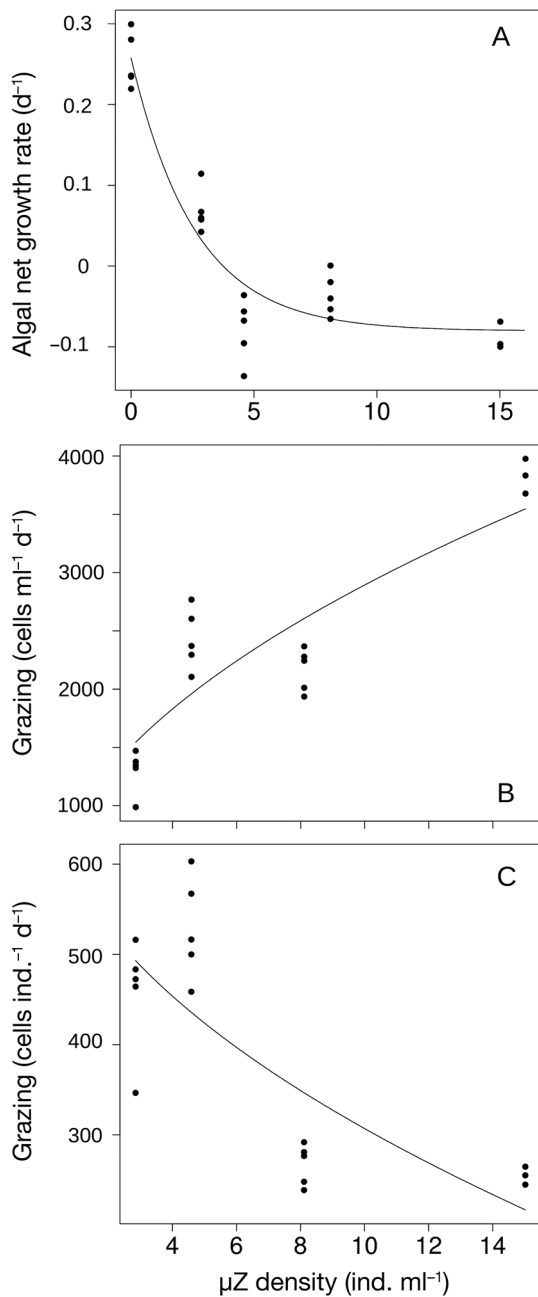 A
Algal net growth rate (d⁻¹)
0.3
0.2
0.1
0
−0.1
0 5 10 15
B
Grazing (cells ml⁻¹ d⁻¹)
4000
3000
2000
1000
C
Grazing (cells ind.⁻¹ d⁻¹)
600
500
400
300
4 6 8 10 12 14
µZ density (ind. ml⁻¹)